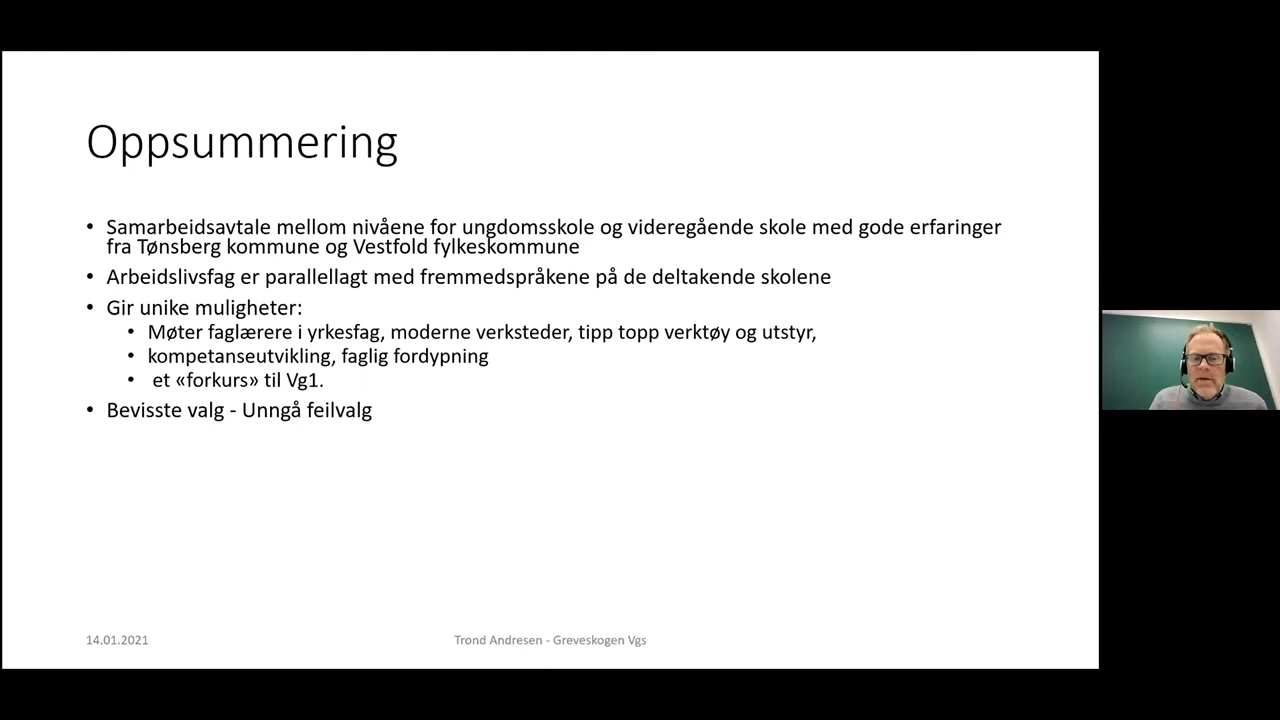 Oppsummering
• Samarbeidsavtale mellom nivåene for ungdomsskole og videregående skole med gode erfaringer
fra Tønsberg kommune og Vestfold fylkeskommune
• Arbeidslivsfag er parallellagt med fremmedspråkene på de deltakende skolene
• Gir unike muligheter:
• Møter faglærere i yrkesfag, moderne verksteder, tipp topp verktøy og utstyr,
• kompetanseutvikling, faglig fordypning
• et «forkurs» til Vg1.
• Bevisste valg - Unngå feilvalg
14.01.2021
Trond Andresen - Greveskogen Vgs